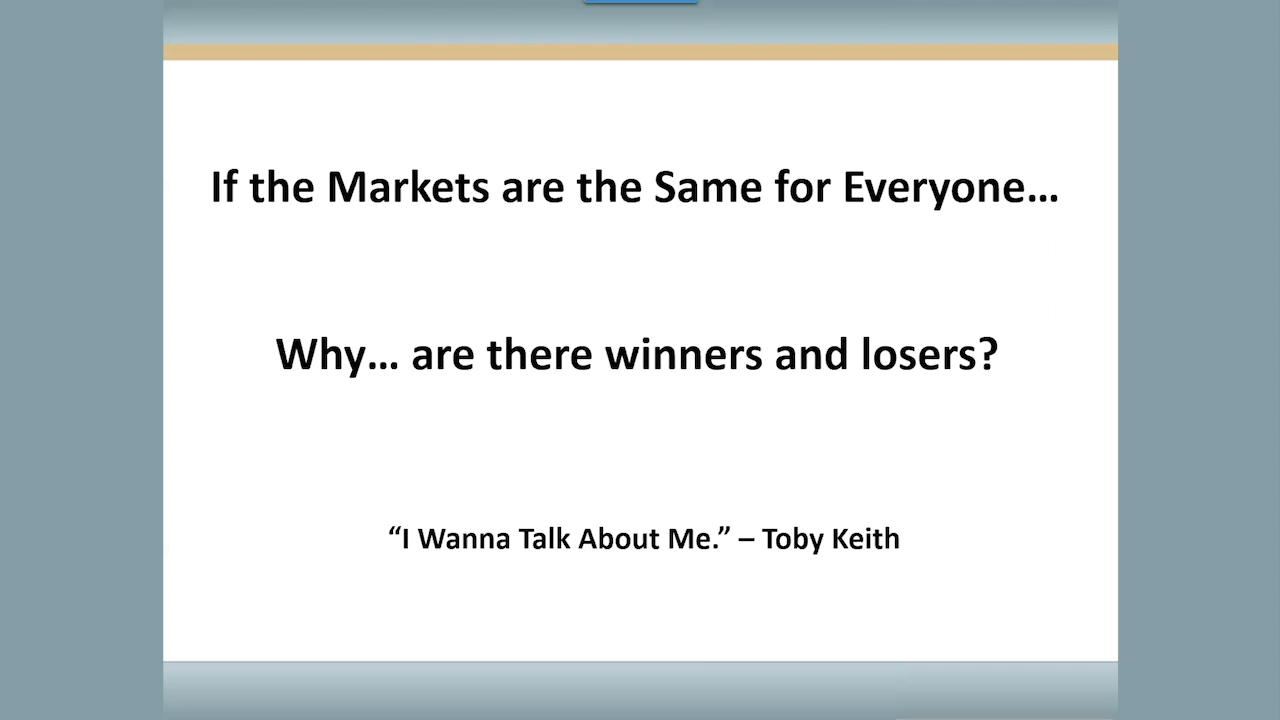 If the Markets are the Same for Everyone…
Why… are there winners and losers?
“I Wanna Talk About Me.” – Toby Keith